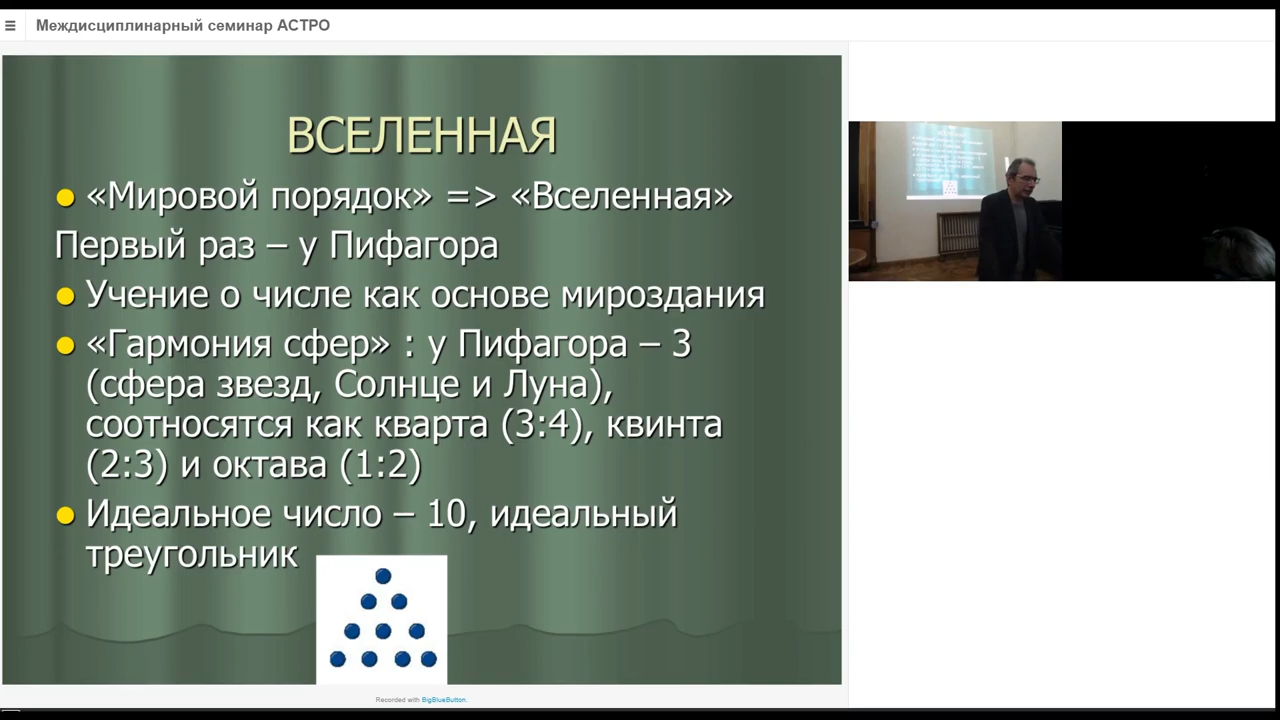 Междисциплинарный семинар АСТРО
ВСЕЛЕННАЯ
«Мировой порядок» => «Вселенная»
Первый раз – у Пифагора
Учение о числе как основе мироздания
«Гармония сфер» : у Пифагора – 3
(сфера звезд, Солнце и Луна),
соотносятся как кварта (3:4), квинта
(2:3) и октава (1:2)
Идеальное число – 10, идеальный
треугольник
Recorded with BigBlueButton.